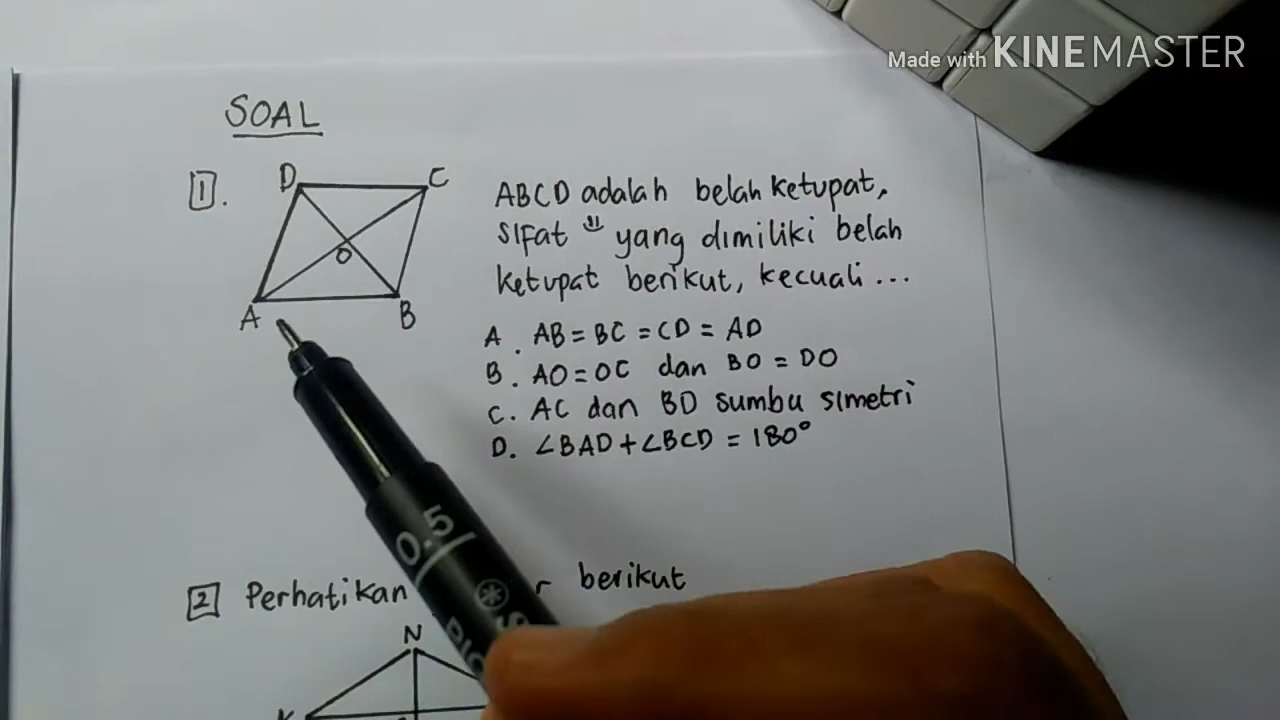 Made with KINEMASTER
SOAL
1.
D
C
O
A
B
ABCD adalah belah ketupat,
sifat " yang dimiliki belah
ketupat berikut, kecuali ...
A. AB = BC = CD = AD
B. AO = OC dan BO = DO
C. AC dan BD sumbu simetri
D. ∠BAD + ∠BCD = 180°
0.5
2 Perhatikan
berikut
N
K